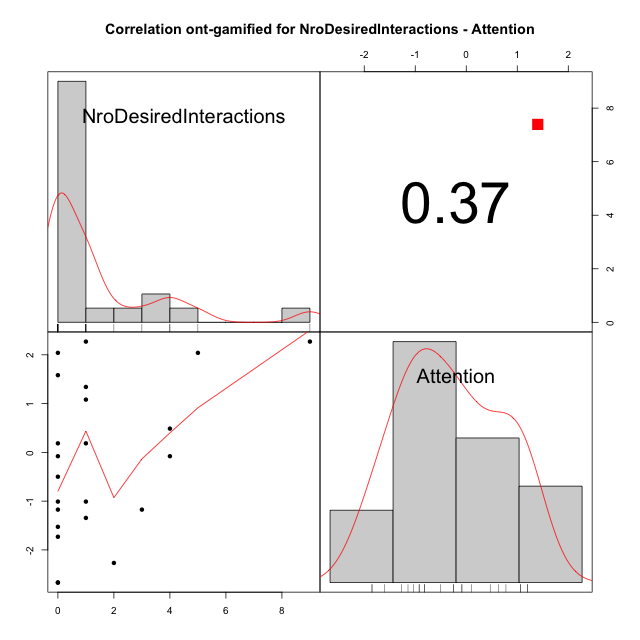 Correlation ont-gamified for NroDesiredInteractions - Attention
-2 -1 0 1 2
NroDesiredInteractions
0.37
8
6
4
2
0
Attention
2
1
0
-1
-2
0 2 4 6 8